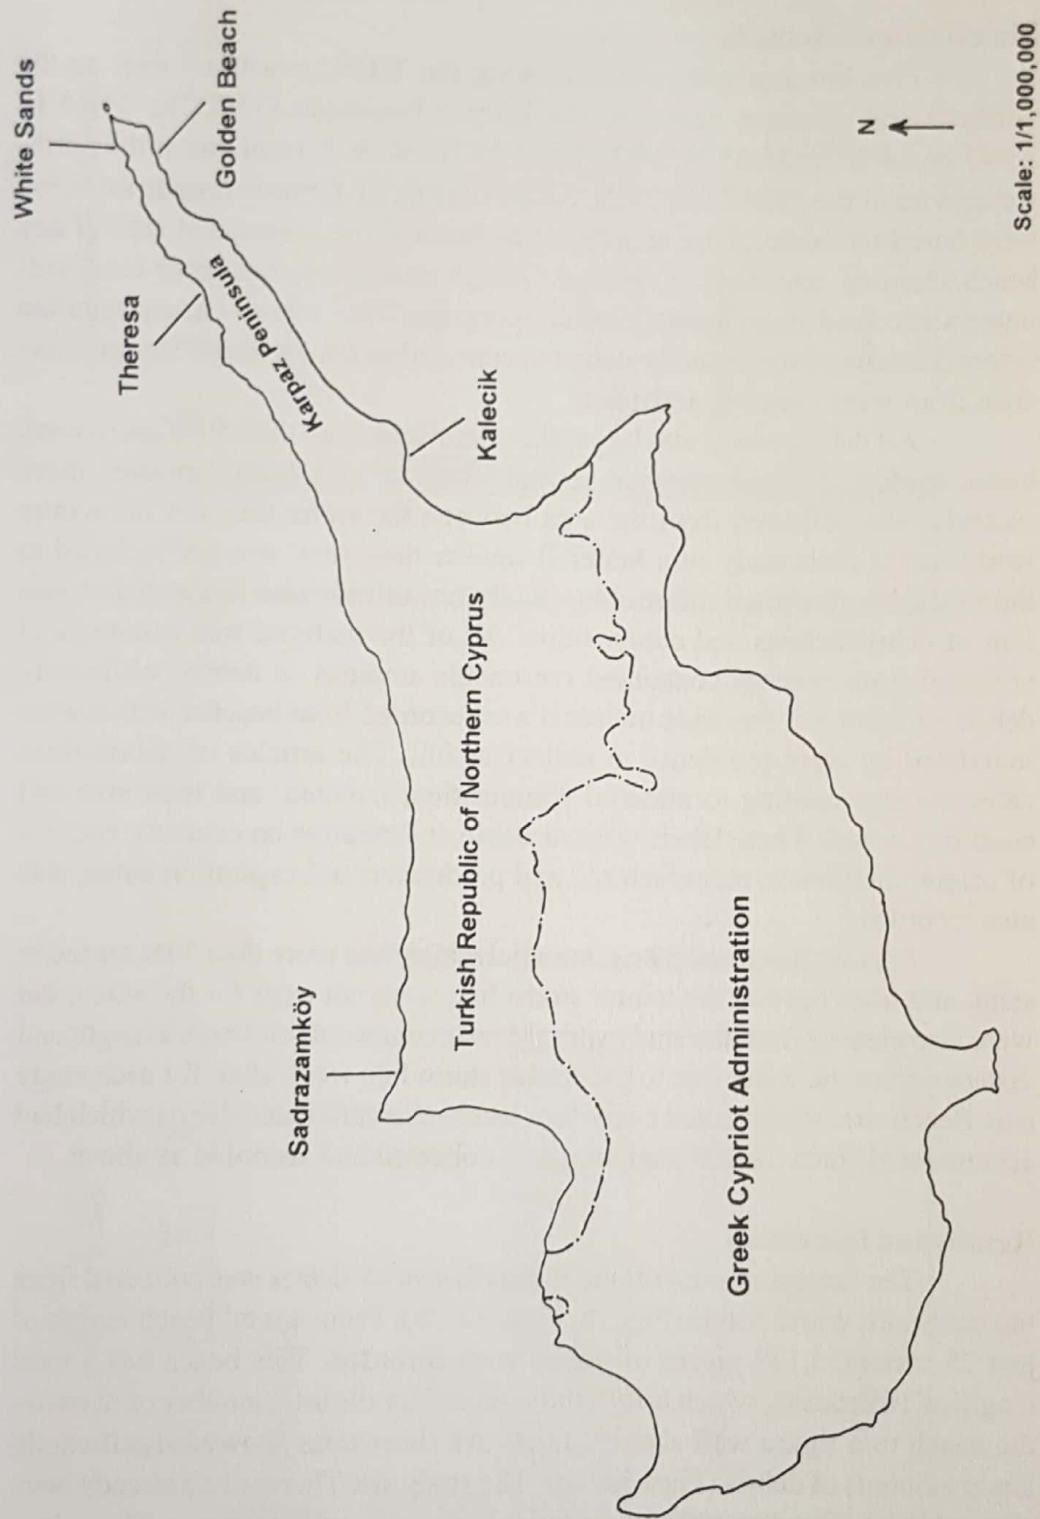 White Sands
Golden Beach
Theresa
Karpaz Peninsula
Kalecik
Sadrazamköy
Turkish Republic of Northern Cyprus
Greek Cypriot Administration
N
Scale: 1/1,000,000